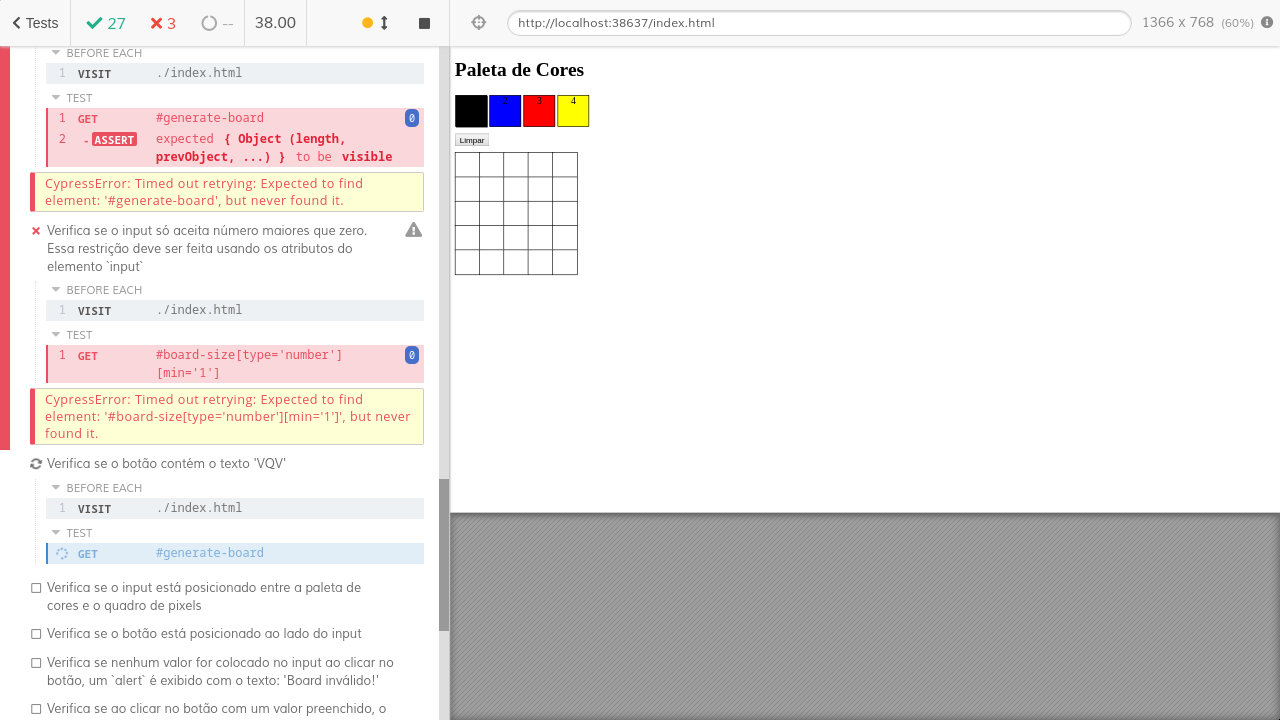 Tests 27 3 -- 38.00 http://localhost:38637/index.html 1366 x 768 (60%)
BEFORE EACH
1 VISIT ./index.html
TEST
1 GET #generate-board 0
2 - ASSERT expected { Object (length,
prevObject, ...) } to be visible
CypressError: Timed out retrying: Expected to find
element: '#generate-board', but never found it.
Verifica se o input só aceita número maiores que zero.
Essa restrição deve ser feita usando os atributos do
elemento `input`
BEFORE EACH
1 VISIT ./index.html
TEST
1 GET #board-size[type='number'] 0
[min='1']
CypressError: Timed out retrying: Expected to find
element: '#board-size[type='number'][min='1']', but never
found it.
Verifica se o botão contém o texto 'VQV'
BEFORE EACH
1 VISIT ./index.html
TEST
GET #generate-board
Verifica se o input está posicionado entre a paleta de
cores e o quadro de pixels
Verifica se o botão está posicionado ao lado do input
Verifica se nenhum valor for colocado no input ao clicar no
botão, um `alert` é exibido com o texto: 'Board inválido!'
Verifica se ao clicar no botão com um valor preenchido, o
Paleta de Cores
2 3 4
Limpar